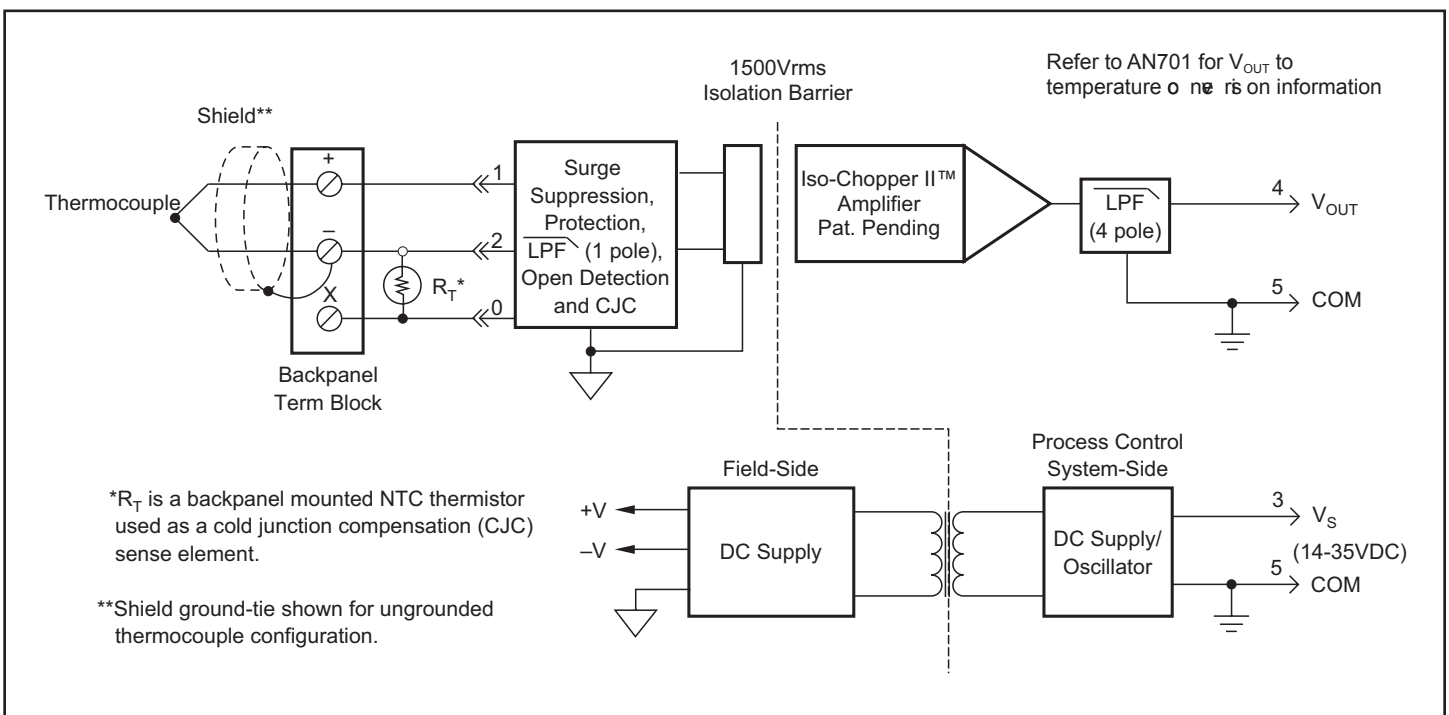 1500Vrms
Isolation Barrier
Refer to AN701 for VOUT to
temperature on information
Shield**
+
Thermocouple
–
X
RT*
1
2
0
Surge
Suppression,
Protection,
LPF (1 pole),
Open Detection
and CJC
Iso-Chopper II™
Amplifier
Pat. Pending
LPF
(4 pole)
4
VOUT
5
COM
Backpanel
Term Block
Field-Side
Process Control
System-Side
*RT is a backpanel mounted NTC thermistor
used as a cold junction compensation (CJC)
sense element.
**Shield ground-tie shown for ungrounded
thermocouple configuration.
+V
–V
DC Supply
DC Supply/
Oscillator
3
VS
(14-35VDC)
5
COM